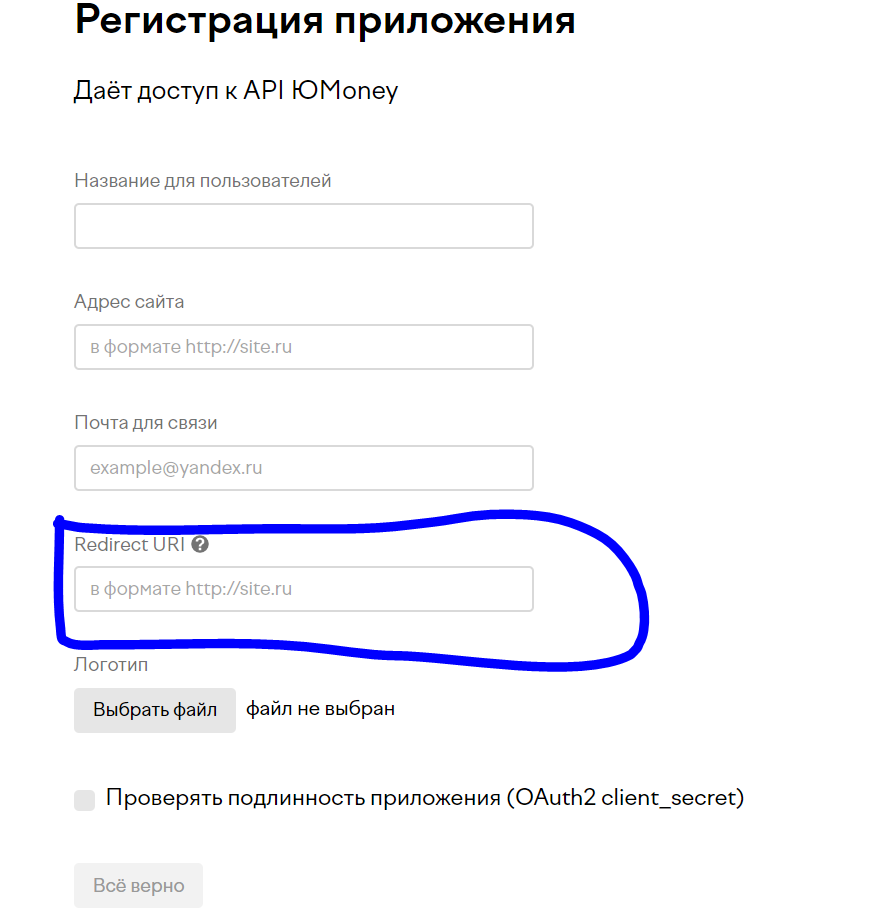 Регистрация приложения
Даёт доступ к API ЮMoney
Название для пользователей
Адрес сайта
в формате http://site.ru
Почта для связи
example@yandex.ru
Redirect URI ?
в формате http://site.ru
Логотип
Выбрать файл файл не выбран
Проверять подлинность приложения (OAuth2 client_secret)
Всё верно